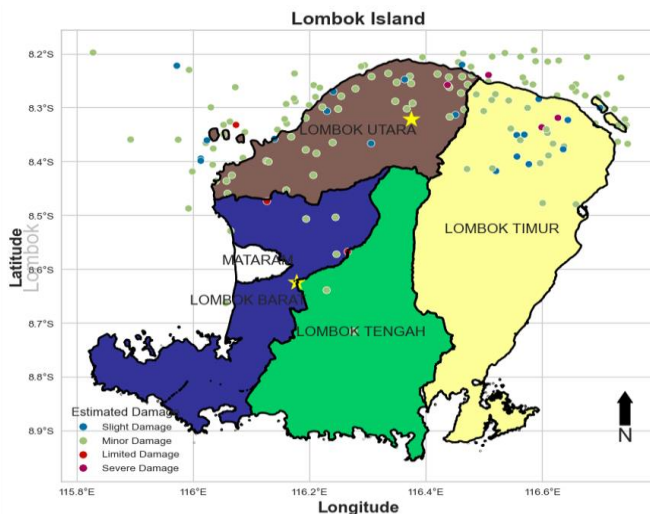 Lombok Island
8.2°S
8.3°S
8.4°S
8.5°S
8.6°S
8.7°S
8.8°S
8.9°S
Latitude
Lombok
LOMBOK UTARA
LOMBOK TIMUR
MATARAM
LOMBOK BARAT
LOMBOK TENGAH
Estimated Damage
Slight Damage
Minor Damage
Limited Damage
Severe Damage
N
115.8°E 116°E 116.2°E 116.4°E 116.6°E
Longitude